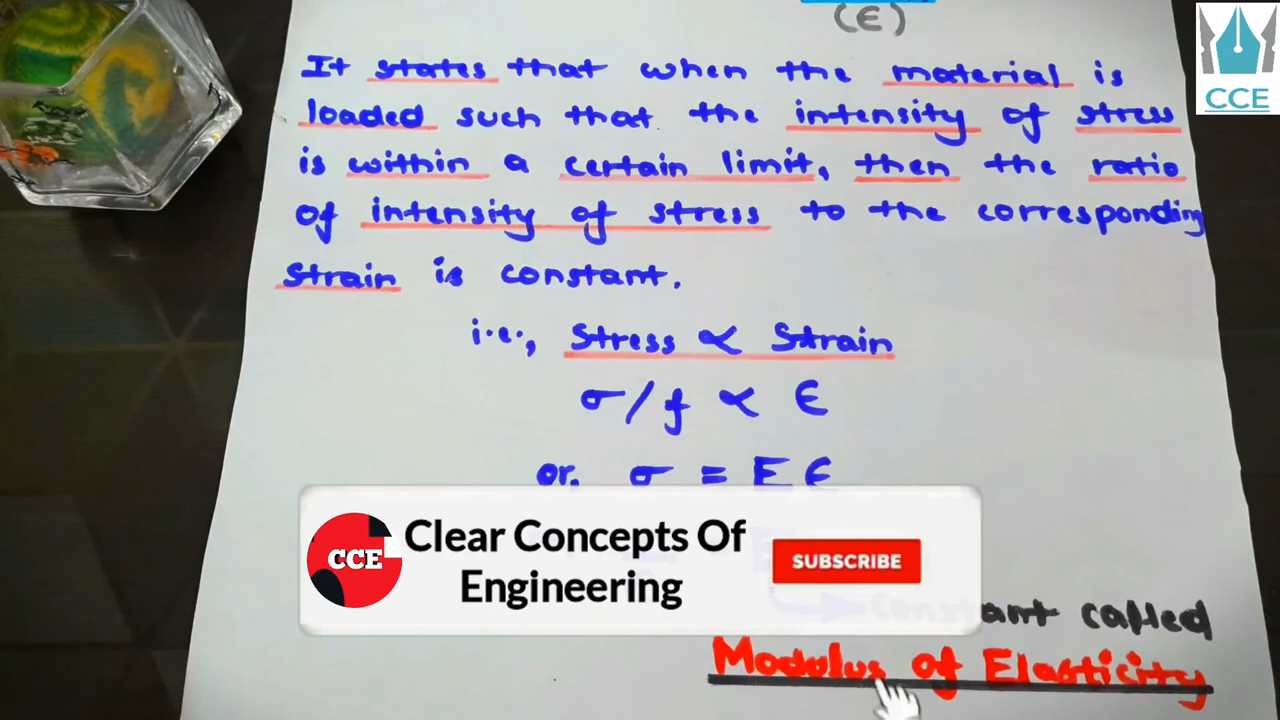 (ϵ)
CCE
It states that when the material is
loaded such that the intensity of stress
is within a certain limit, then the ratio
of intensity of stress to the corresponding
strain is constant.
i.e., Stress ∝ Strain
σ/f ∝ ϵ
or, σ = E ϵ
CCE
Clear Concepts Of
Engineering
SUBSCRIBE
Constant called
Modulus of Elasticity